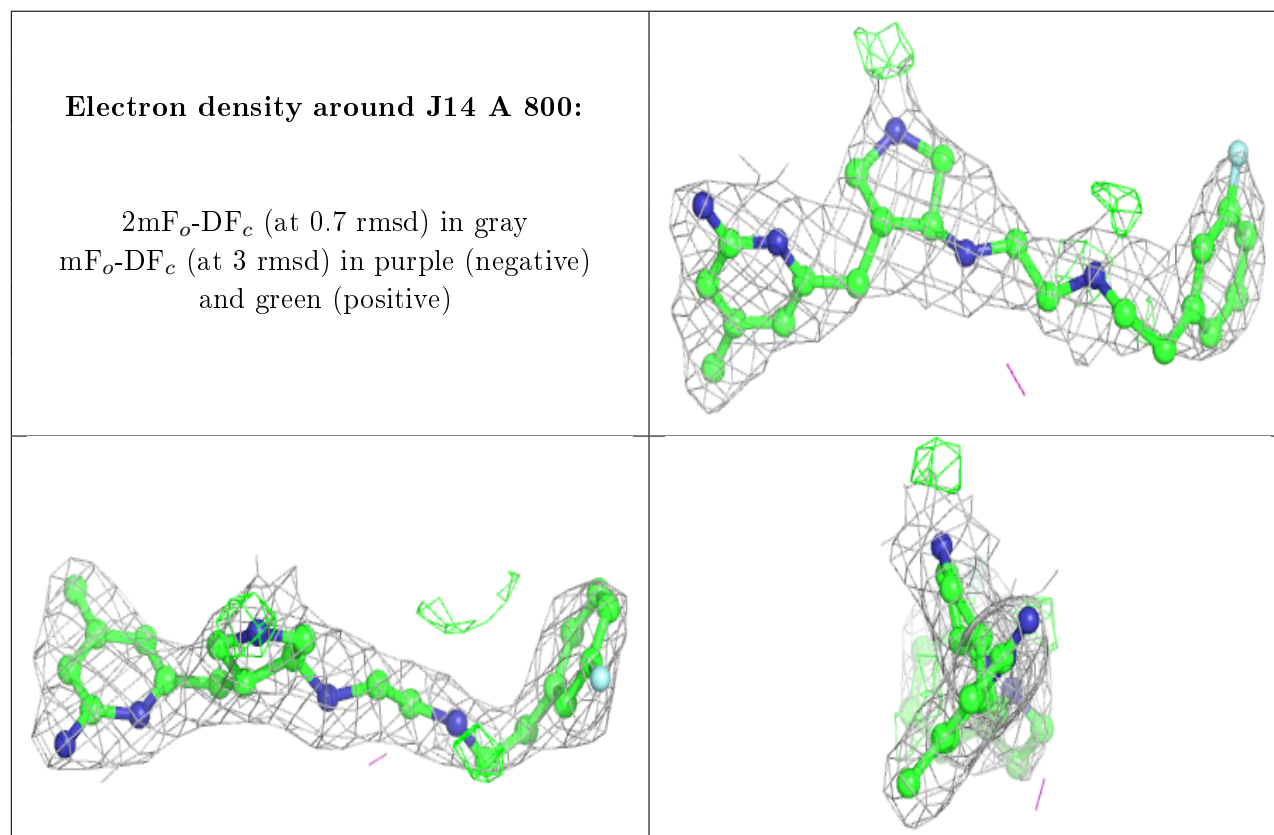 Electron density around J14 A 800:
2mFₒ-DF𝑐 (at 0.7 rmsd) in gray
mFₒ-DF𝑐 (at 3 rmsd) in purple (negative)
and green (positive)